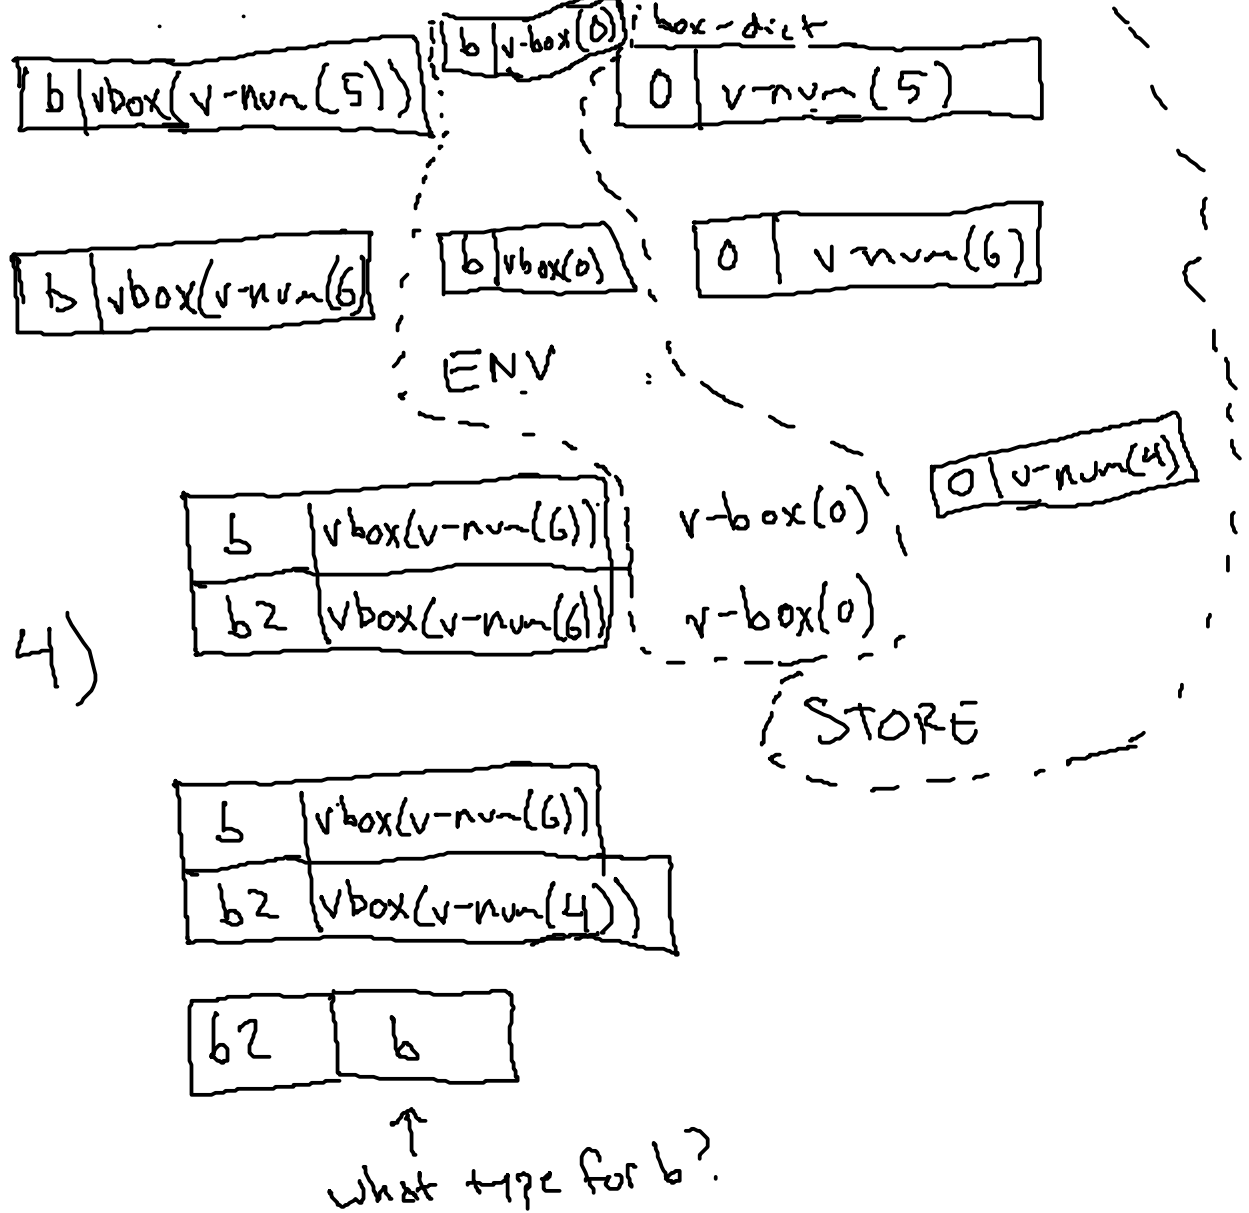 b v-box(0) box-dict
b vbox(v-num(5)) 0 v-num(5)
b vbox(v-num(6) b vbox(0) 0 v-num(6)
ENV
0 v-num(4)
b vbox(v-num(6)) v-box(0)
b2 vbox(v-num(6)) v-box(0)
4)
STORE
b vbox(v-num(6))
b2 vbox(v-num(4))
b2 b
↑
what type for b?